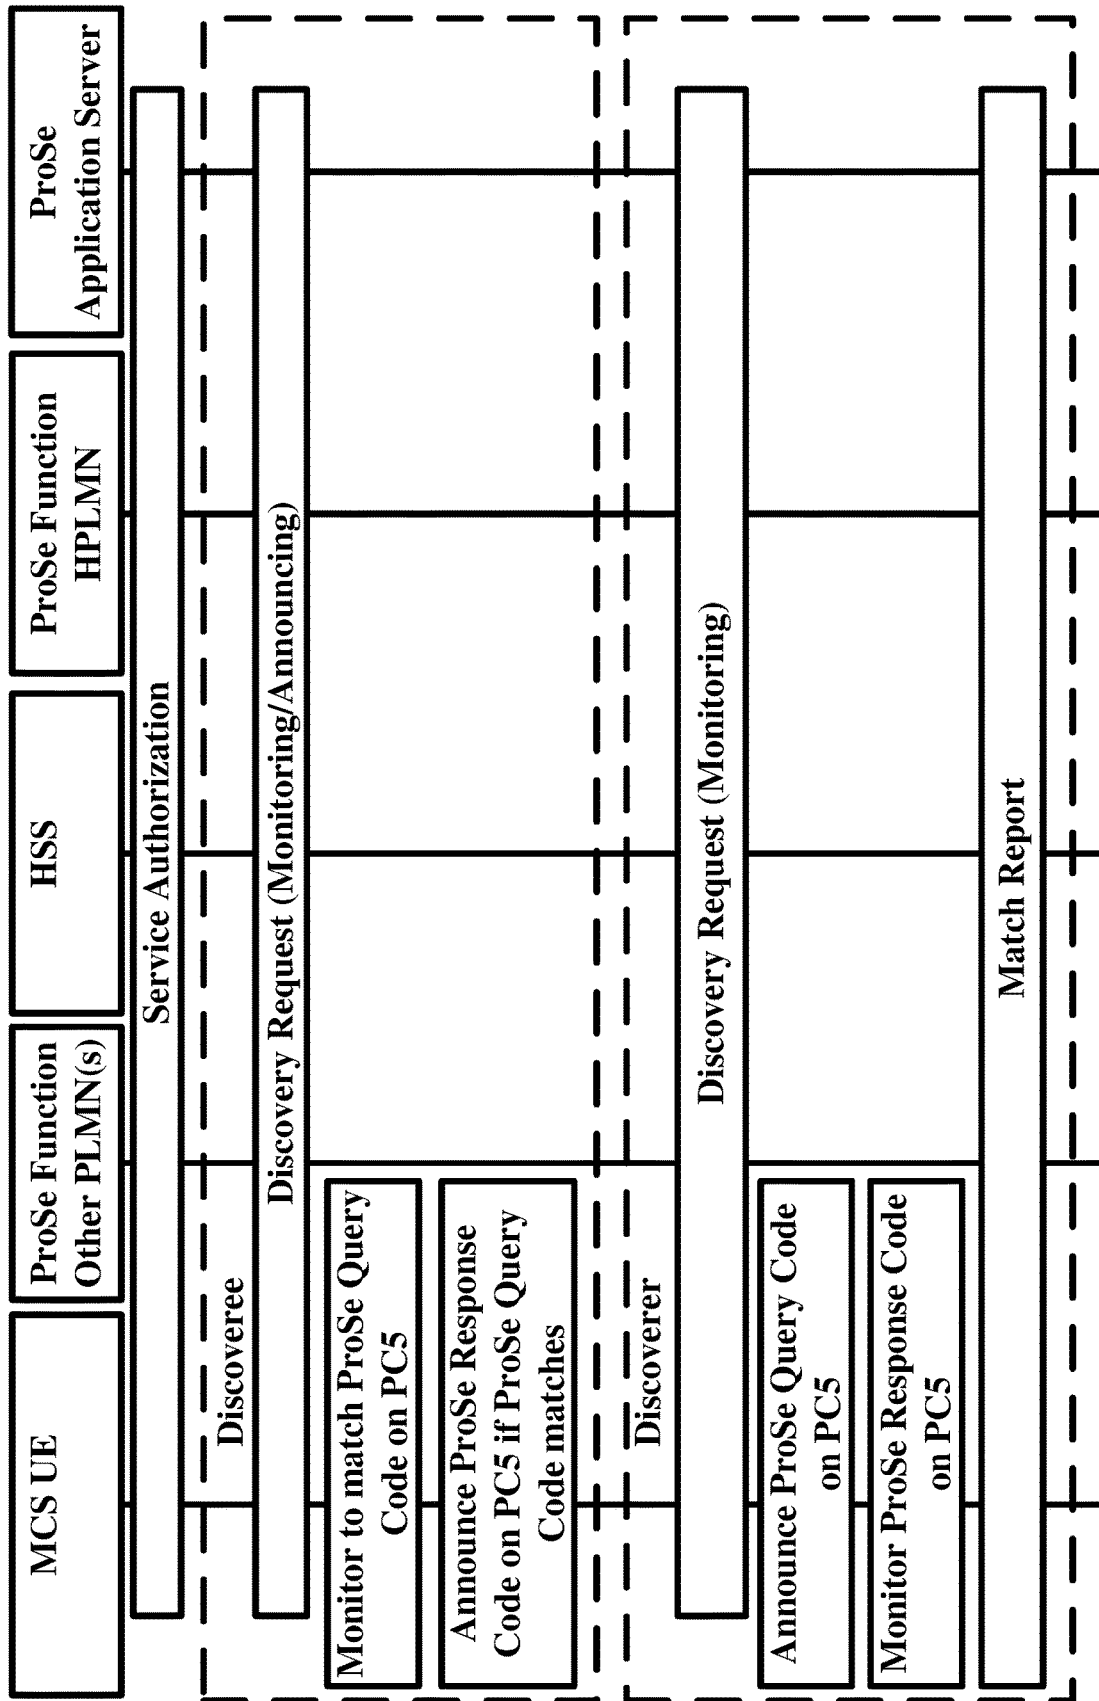 MCS UE
ProSe Function
Other PLMN(s)
HSS
ProSe Function
HPLMN
ProSe
Application Server
Service Authorization
Discoveree
Discovery Request (Monitoring/Announcing)
Monitor to match ProSe Query
Code on PC5
Announce ProSe Response
Code on PC5 if ProSe Query
Code matches
Discoverer
Discovery Request (Monitoring)
Announce ProSe Query Code
on PC5
Monitor ProSe Response Code
on PC5
Match Report